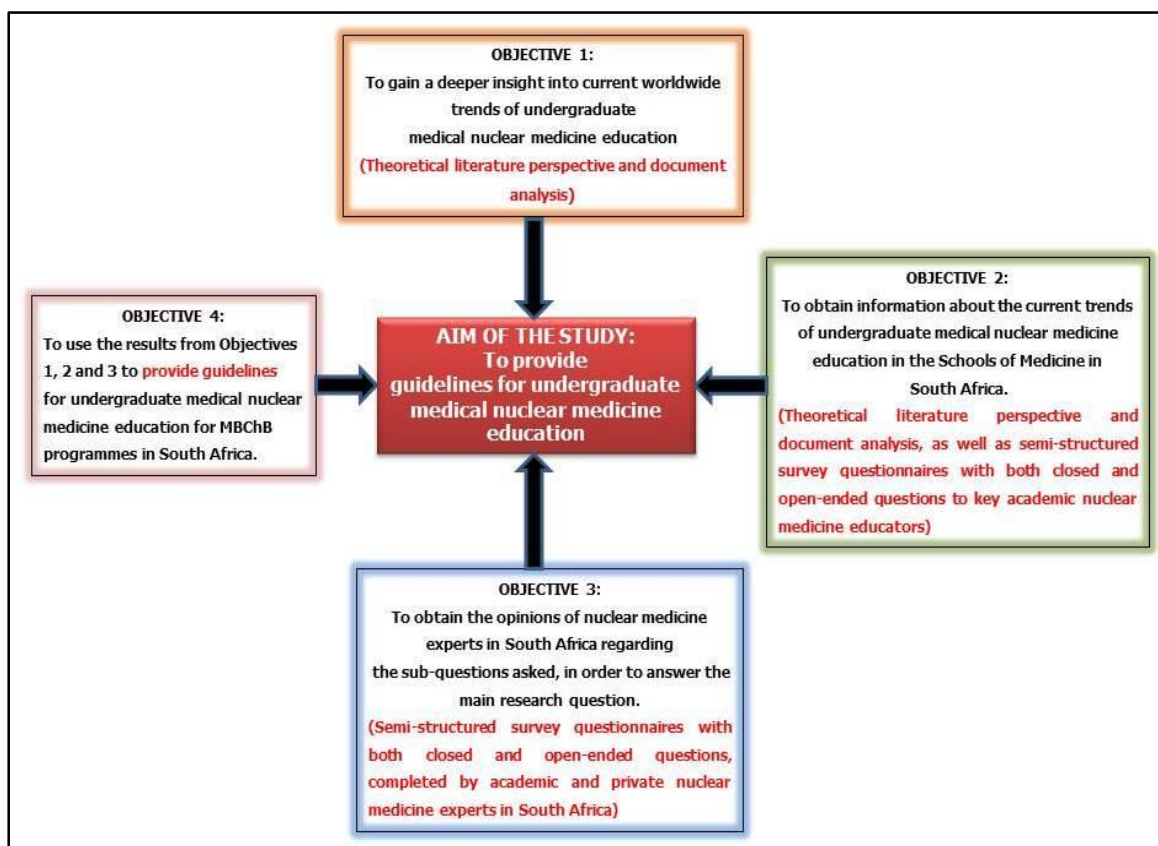 OBJECTIVE 1:
To gain a deeper insight into current worldwide
trends of undergraduate
medical nuclear medicine education
(Theoretical literature perspective and document
analysis)
OBJECTIVE 2:
To obtain information about the current trends
of undergraduate medical nuclear medicine
education in the Schools of Medicine in
South Africa.
(Theoretical literature perspective and
document analysis, as well as semi-structured
survey questionnaires with both closed and
open-ended questions to key academic nuclear
medicine educators)
OBJECTIVE 4:
To use the results from Objectives
1, 2 and 3 to provide guidelines
for undergraduate medical nuclear
medicine education for MBChB
programmes in South Africa.
AIM OF THE STUDY:
To provide
guidelines for undergraduate
medical nuclear medicine
education
OBJECTIVE 3:
To obtain the opinions of nuclear medicine
experts in South Africa regarding
the sub-questions asked, in order to answer the
main research question.
(Semi-structured survey questionnaires with
both closed and open-ended questions,
completed by academic and private nuclear
medicine experts in South Africa)